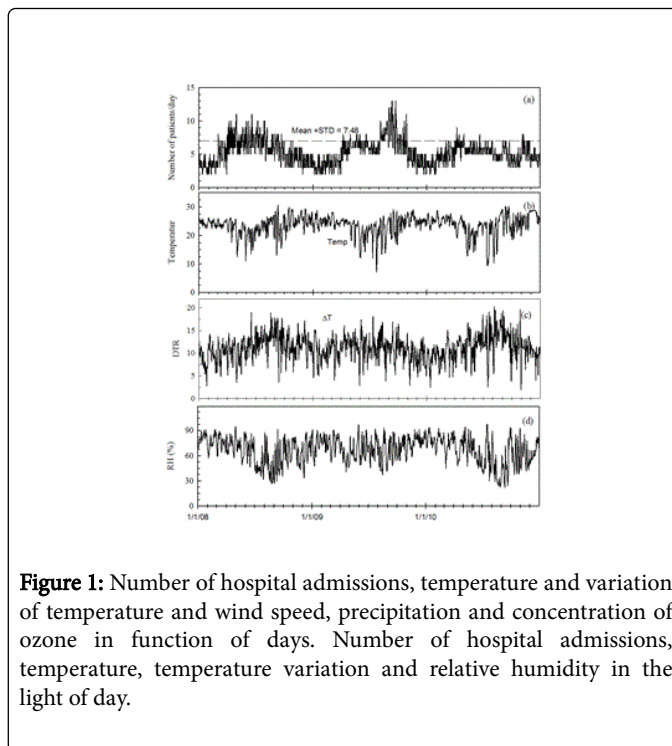 15
(a)
10
Mean +STD = 7.46
Number of patients/day
5
0
30
(b)
20
Temp
Temperatur
10
0
20
ΔT
(c)
15
10
DTR
5
0
(d)
90
60
RH (%)
30
0
1/1/08
1/1/09
1/1/10
Figure 1: Number of hospital admissions, temperature and variation
of temperature and wind speed, precipitation and concentration of
ozone in function of days. Number of hospital admissions,
temperature, temperature variation and relative humidity in the
light of day.